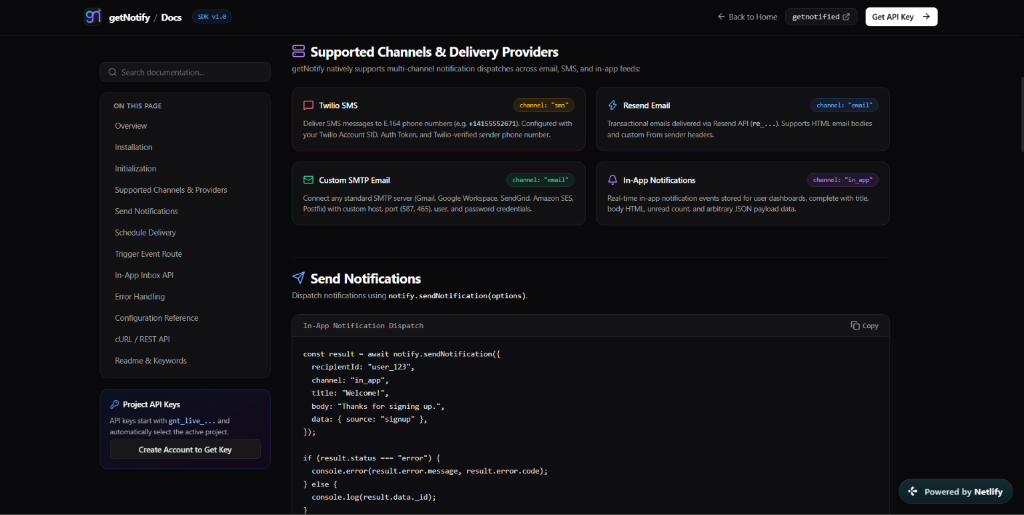 gn getNotify / Docs SDK v1.0
Back to Home getnotified Get API Key
Search documentation...
ON THIS PAGE
Overview
Installation
Initialization
Supported Channels & Providers
Send Notifications
Schedule Delivery
Trigger Event Route
In-App Inbox API
Error Handling
Configuration Reference
cURL / REST API
Readme & Keywords
Project API Keys
API keys start with gnt_live_... and
automatically select the active project.
Create Account to Get Key
Supported Channels & Delivery Providers
getNotify natively supports multi-channel notification dispatches across email, SMS, and in-app feeds:
Twilio SMS channel: "sms"
Deliver SMS messages to E.164 phone numbers (e.g. +14155552671). Configured with
your Twilio Account SID, Auth Token, and Twilio-verified sender phone number.
Resend Email channel: "email"
Transactional emails delivered via Resend API (re_...). Supports HTML email bodies
and custom From sender headers.
Custom SMTP Email channel: "email"
Connect any standard SMTP server (Gmail, Google Workspace, SendGrid, Amazon SES,
Postfix) with custom host, port (587, 465), user, and password credentials.
In-App Notifications channel: "in_app"
Real-time in-app notification events stored for user dashboards, complete with title,
body HTML, unread count, and arbitrary JSON payload data.
Send Notifications
Dispatch notifications using notify.sendNotification(options).
In-App Notification Dispatch Copy
const result = await notify.sendNotification({
recipientId: "user_123",
channel: "in_app",
title: "Welcome!",
body: "Thanks for signing up.",
data: { source: "signup" },
});
if (result.status === "error") {
console.error(result.error.message, result.error.code);
} else {
console.log(result.data._id);
}
Powered by Netlify